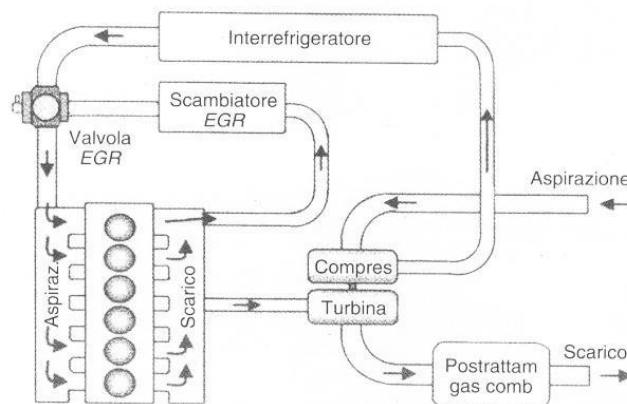 Interrefrigeratore
Scambiatore
EGR
Valvola
EGR
Aspirazione
Compres
Aspiraz.
Scarico
Turbina
Postrattam
gas comb
Scarico